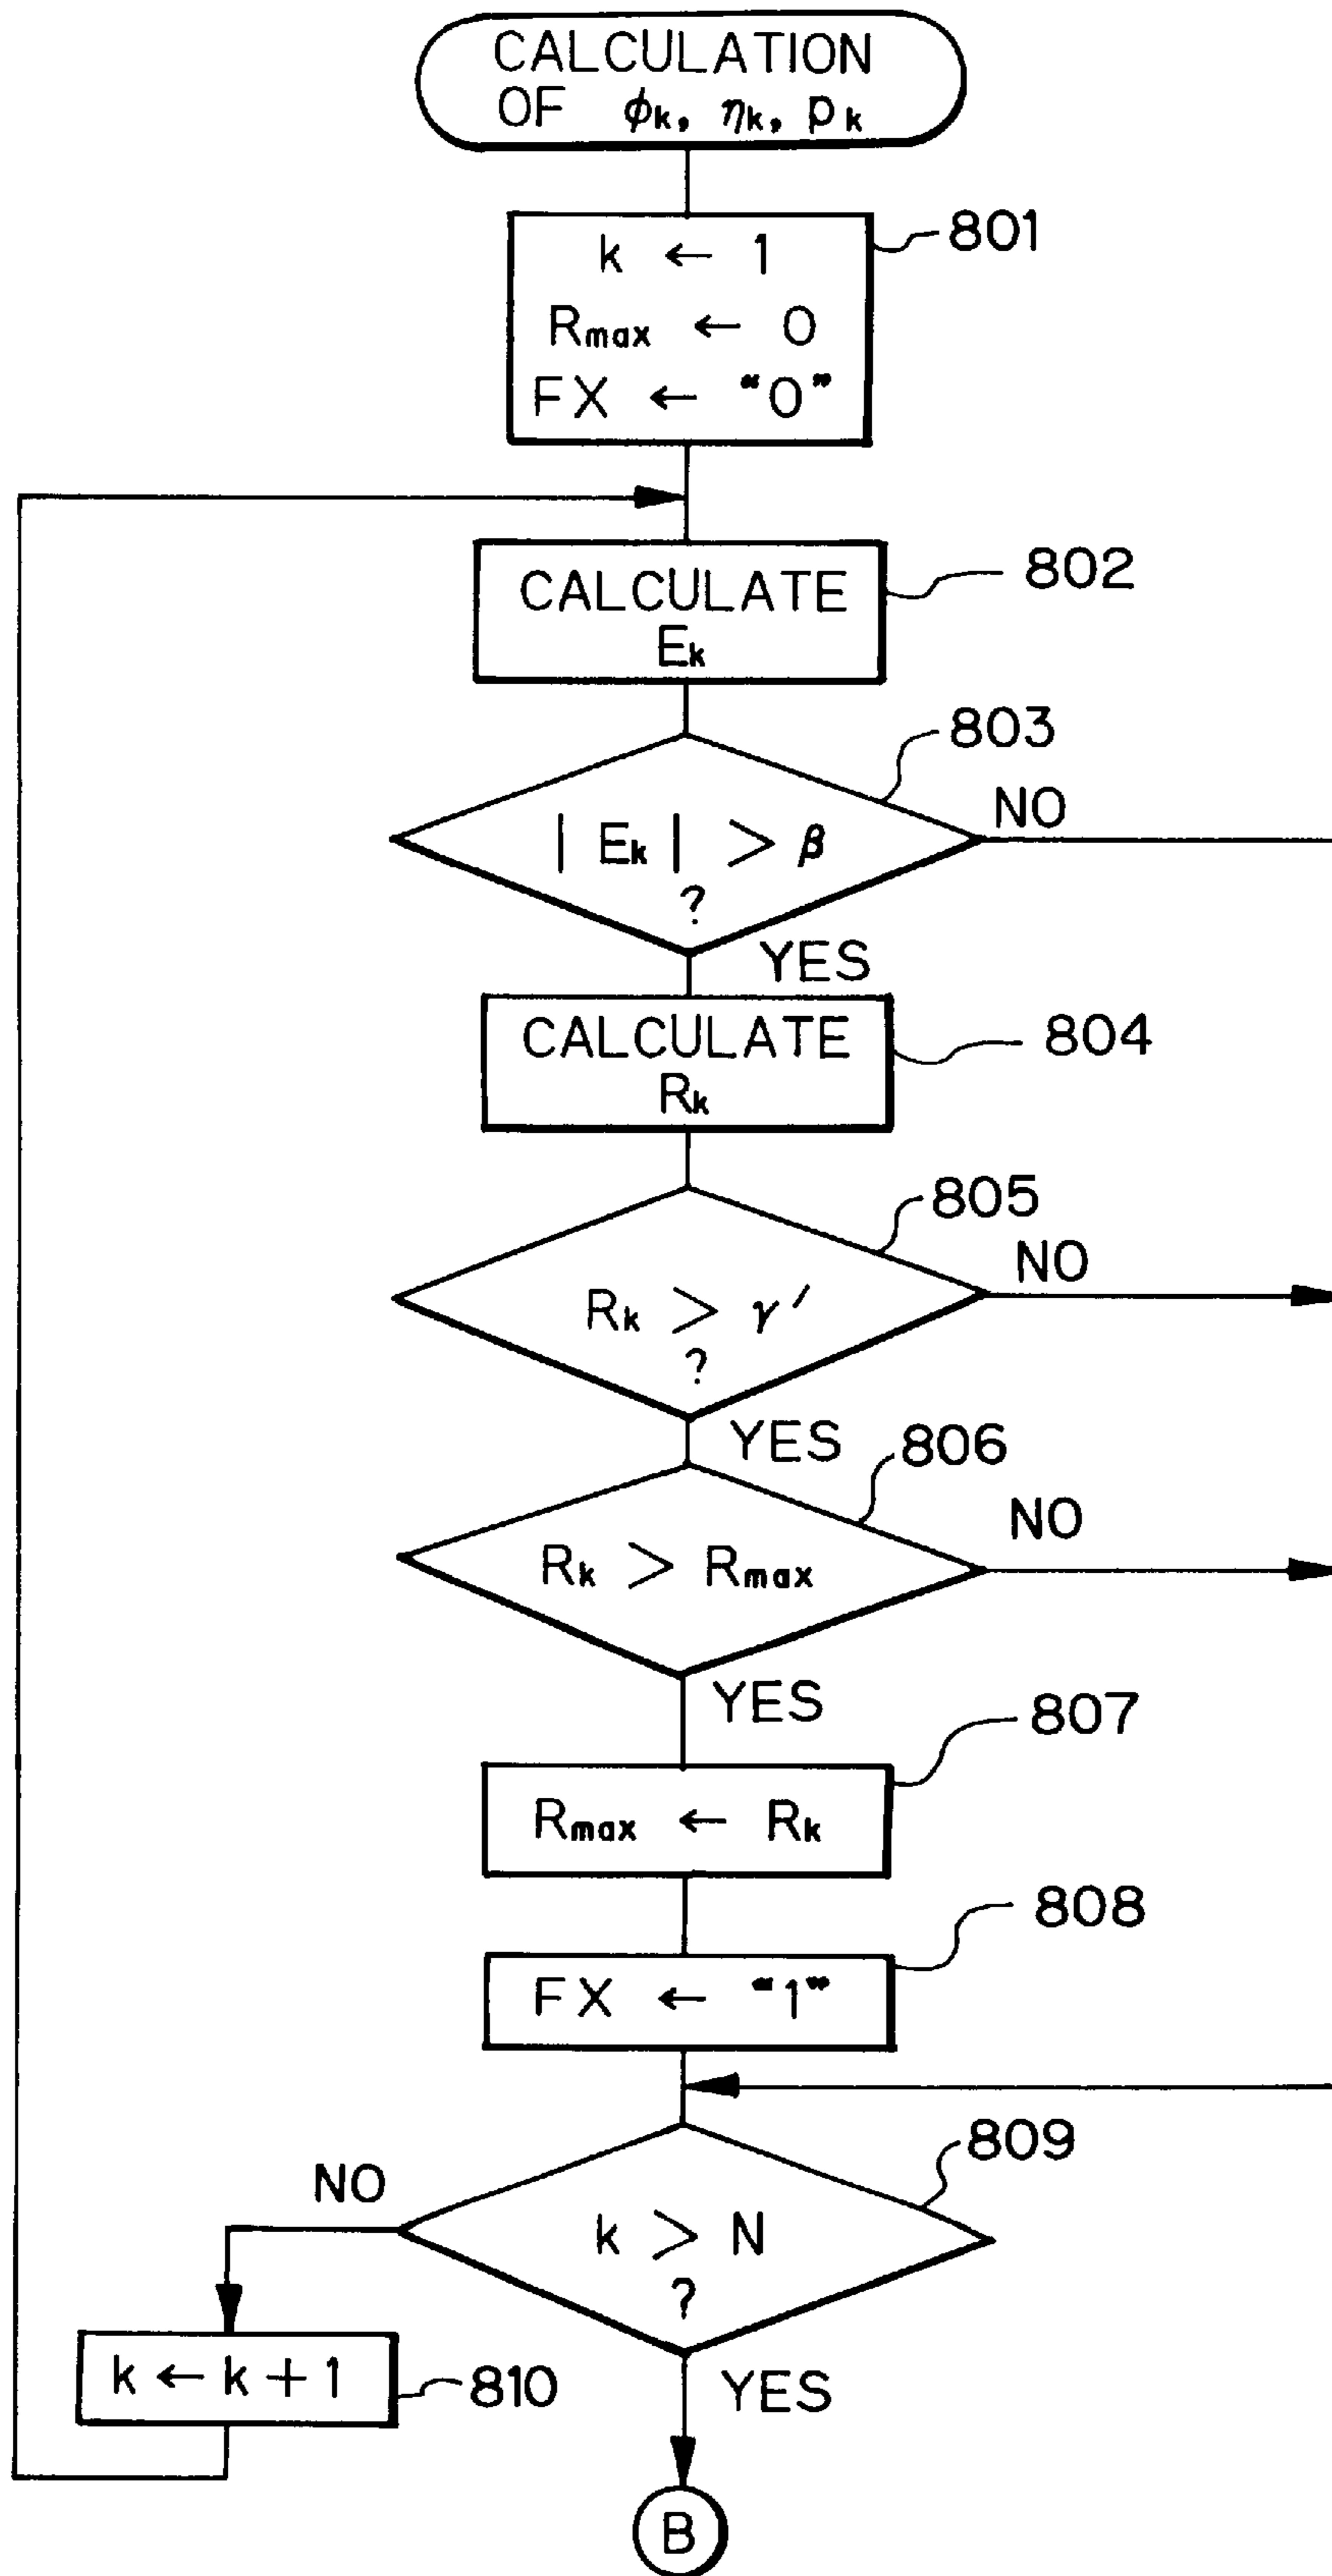 CALCULATION
OF ϕk, ηk, pk
801
k ← 1
Rmax ← 0
FX ← “0”
802
CALCULATE
Ek
803
| Ek | > β
?
NO
YES
804
CALCULATE
Rk
805
Rk > γ′
?
NO
YES
806
Rk > Rmax
NO
YES
807
Rmax ← Rk
808
FX ← “1”
809
k > N
?
NO
k ← k + 1
810
YES
B